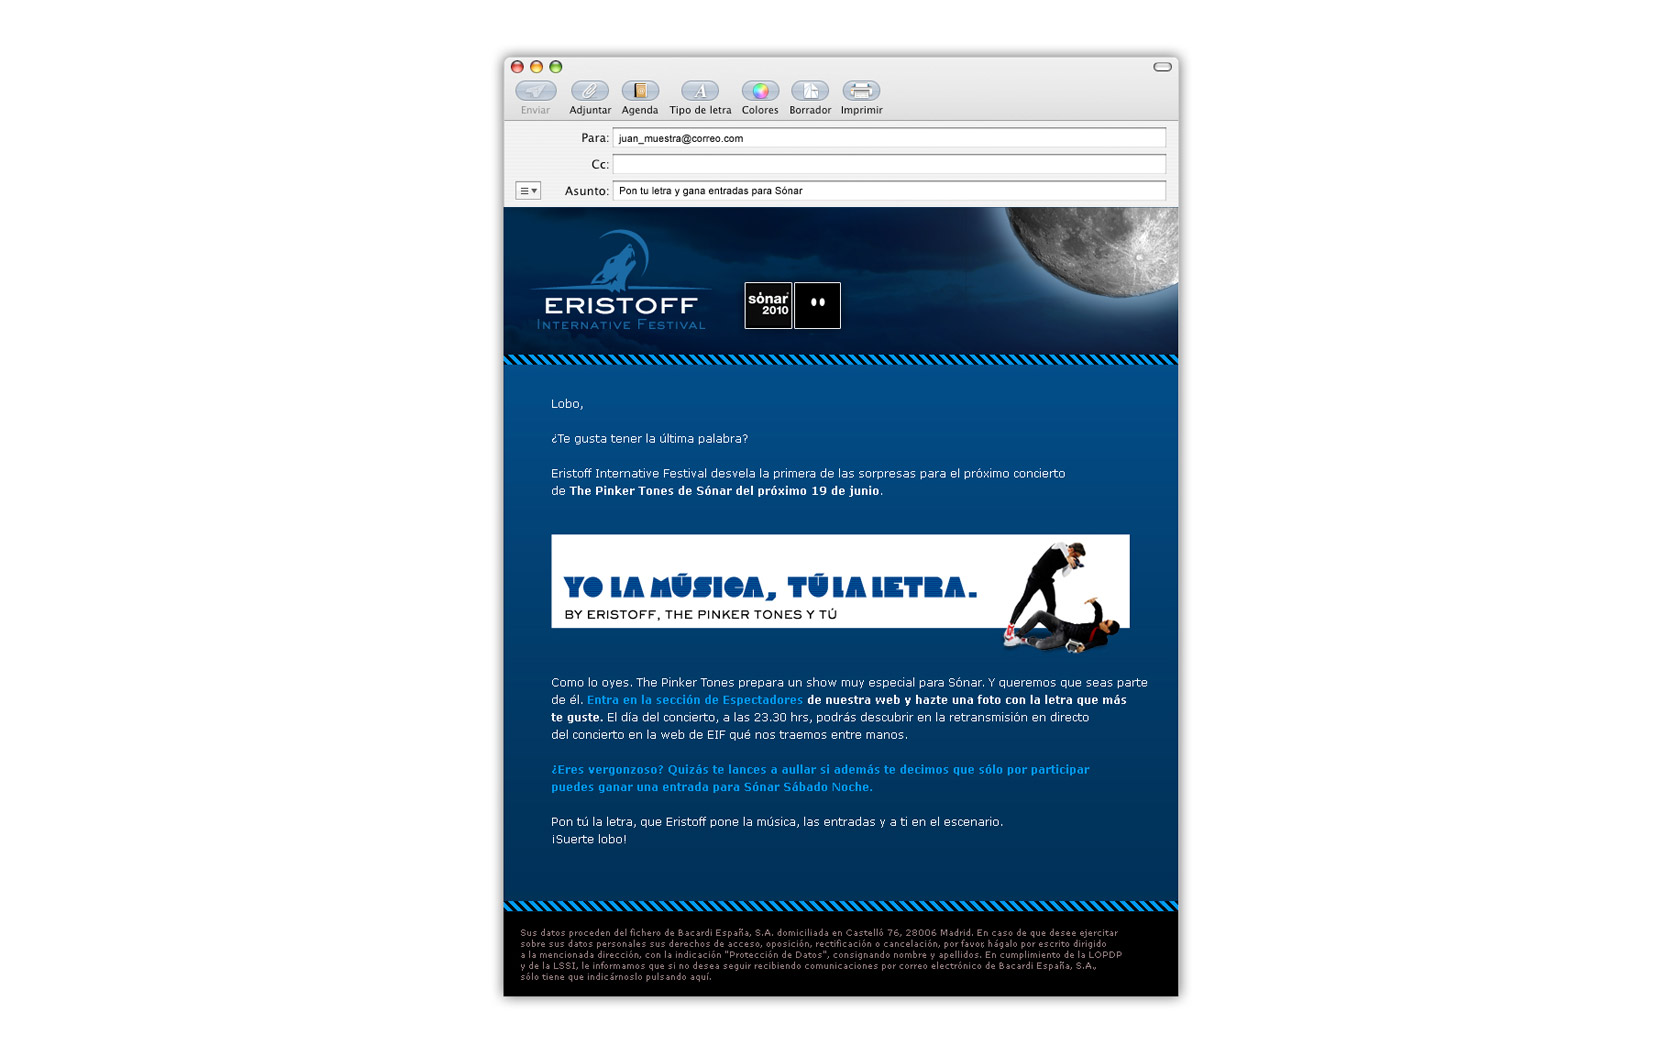 Enviar Adjuntar Agenda Tipo de letra Colores Borrador Imprimir
Para: juan_muestra@correo.com
Cc:
Asunto: Pon tu letra y gana entradas para Sónar
ERISTOFF
INTERNATIVE FESTIVAL
sónar
2010
Lobo,
¿Te gusta tener la última palabra?
Eristoff Internative Festival desvela la primera de las sorpresas para el próximo concierto
de The Pinker Tones de Sónar del próximo 19 de junio.
YO LA MÚSICA, TÚ LA LETRA.
BY ERISTOFF, THE PINKER TONES Y TÚ
Como lo oyes. The Pinker Tones prepara un show muy especial para Sónar. Y queremos que seas parte
de él. Entra en la sección de Espectadores de nuestra web y hazte una foto con la letra que más
te guste. El día del concierto, a las 23.30 hrs, podrás descubrir en la retransmisión en directo
del concierto en la web de EIF qué nos traemos entre manos.
¿Eres vergonzoso? Quizás te lances a aullar si además te decimos que sólo por participar
puedes ganar una entrada para Sónar Sábado Noche.
Pon tú la letra, que Eristoff pone la música, las entradas y a ti en el escenario.
¡Suerte lobo!
Sus datos proceden del fichero de Bacardi España, S.A. domiciliada en Castelló 76, 28006 Madrid. En caso de que desee ejercitar
sobre sus datos personales sus derechos de acceso, oposición, rectificación o cancelación, por favor, hágalo por escrito dirigido
a la mencionada dirección, con la indicación "Protección de Datos", consignando nombre y apellidos. En cumplimiento de la LOPDP
y de la LSSI, le informamos que si no desea seguir recibiendo comunicaciones por correo electrónico de Bacardi España, S.A.,
sólo tiene que indicárnoslo pulsando aquí.